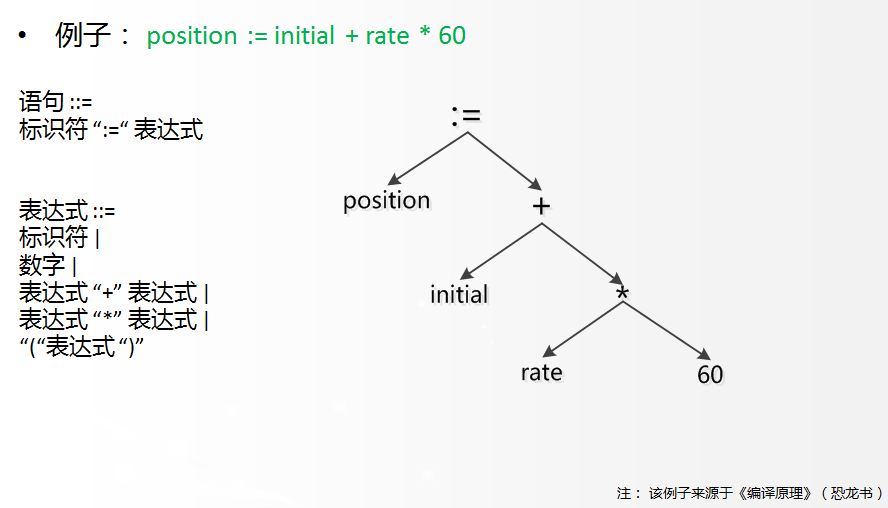 • 例子： position := initial + rate * 60
语句 ::=
标识符 “:=“ 表达式
表达式 ::=
标识符 |
数字 |
表达式 “+” 表达式 |
表达式 “*” 表达式 |
“(“表达式 “)”
:=
position
+
initial
*
rate
60
注： 该例子来源于《编译原理》（恐龙书）